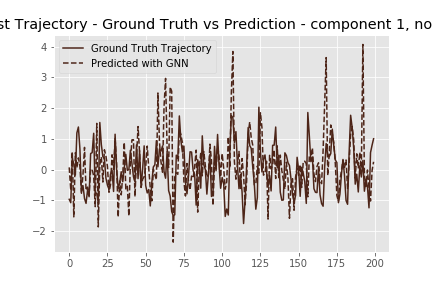 st Trajectory - Ground Truth vs Prediction - component 1, no
4
3
2
1
0
−1
−2
Ground Truth Trajectory
Predicted with GNN
0 25 50 75 100 125 150 175 200